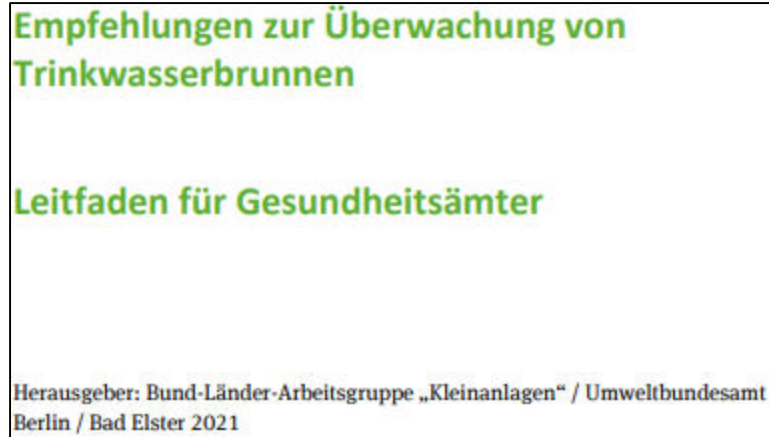 Empfehlungen zur Überwachung von
Trinkwasserbrunnen
Leitfaden für Gesundheitsämter
Herausgeber: Bund-Länder-Arbeitsgruppe „Kleinanlagen“ / Umweltbundesamt
Berlin / Bad Elster 2021